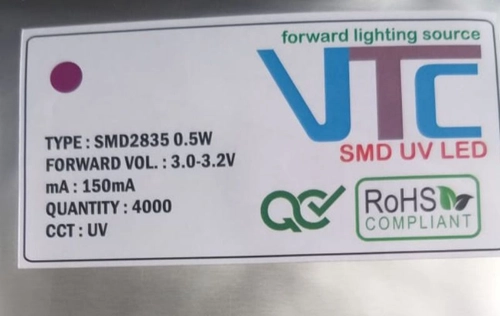 forward lighting source
VTC
SMD UV LED
TYPE : SMD2835 0.5W
FORWARD VOL. : 3.0-3.2V
mA : 150mA
QUANTITY : 4000
CCT : UV
QC
RoHS
COMPLIANT